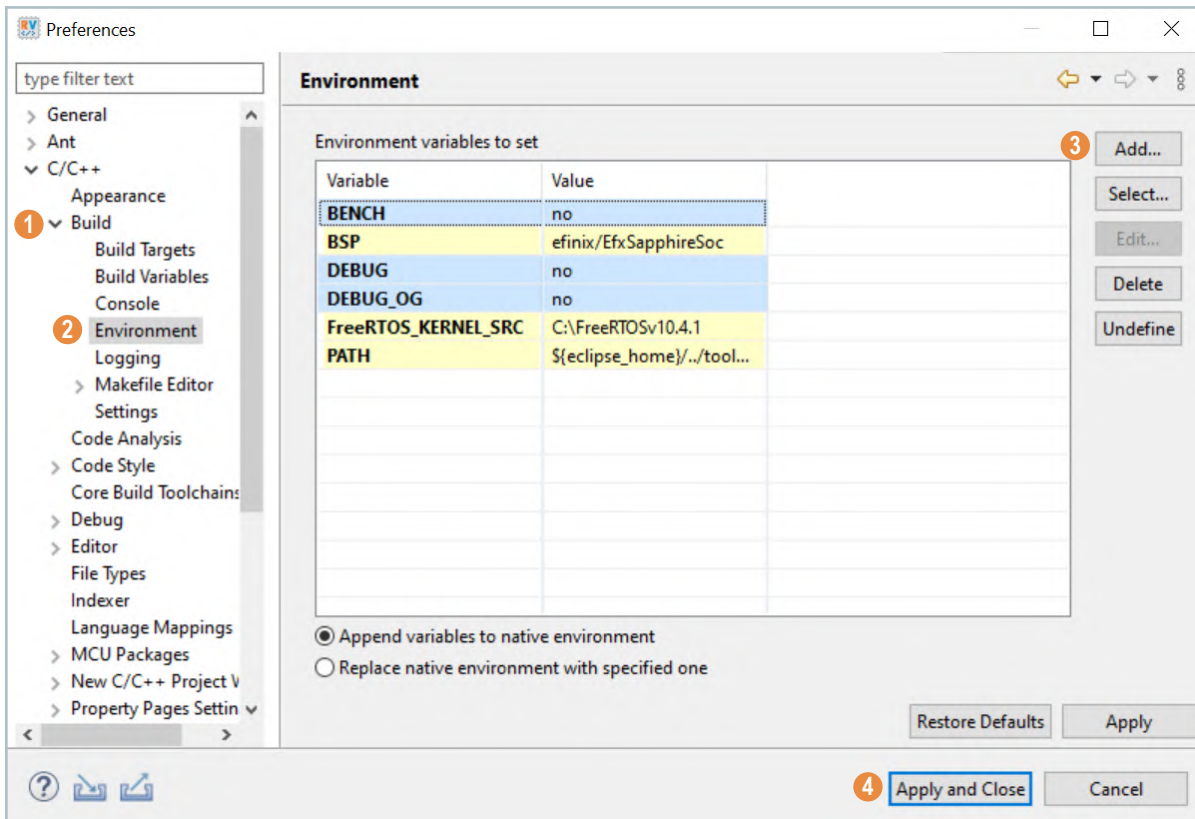 Preferences
type filter text
General
Ant
C/C++
Appearance
1 Build
Build Targets
Build Variables
Console
2 Environment
Logging
Makefile Editor
Settings
Code Analysis
Code Style
Core Build Toolchains
Debug
Editor
File Types
Indexer
Language Mappings
MCU Packages
New C/C++ Project W
Property Pages Settin
Environment
Environment variables to set
Variable Value
BENCH no
BSP efinix/EfxSapphireSoc
DEBUG no
DEBUG_OG no
FreeRTOS_KERNEL_SRC C:\FreeRTOSv10.4.1
PATH ${eclipse_home}/../tool...
3 Add...
Select...
Edit...
Delete
Undefine
Append variables to native environment
Replace native environment with specified one
Restore Defaults Apply
4 Apply and Close Cancel